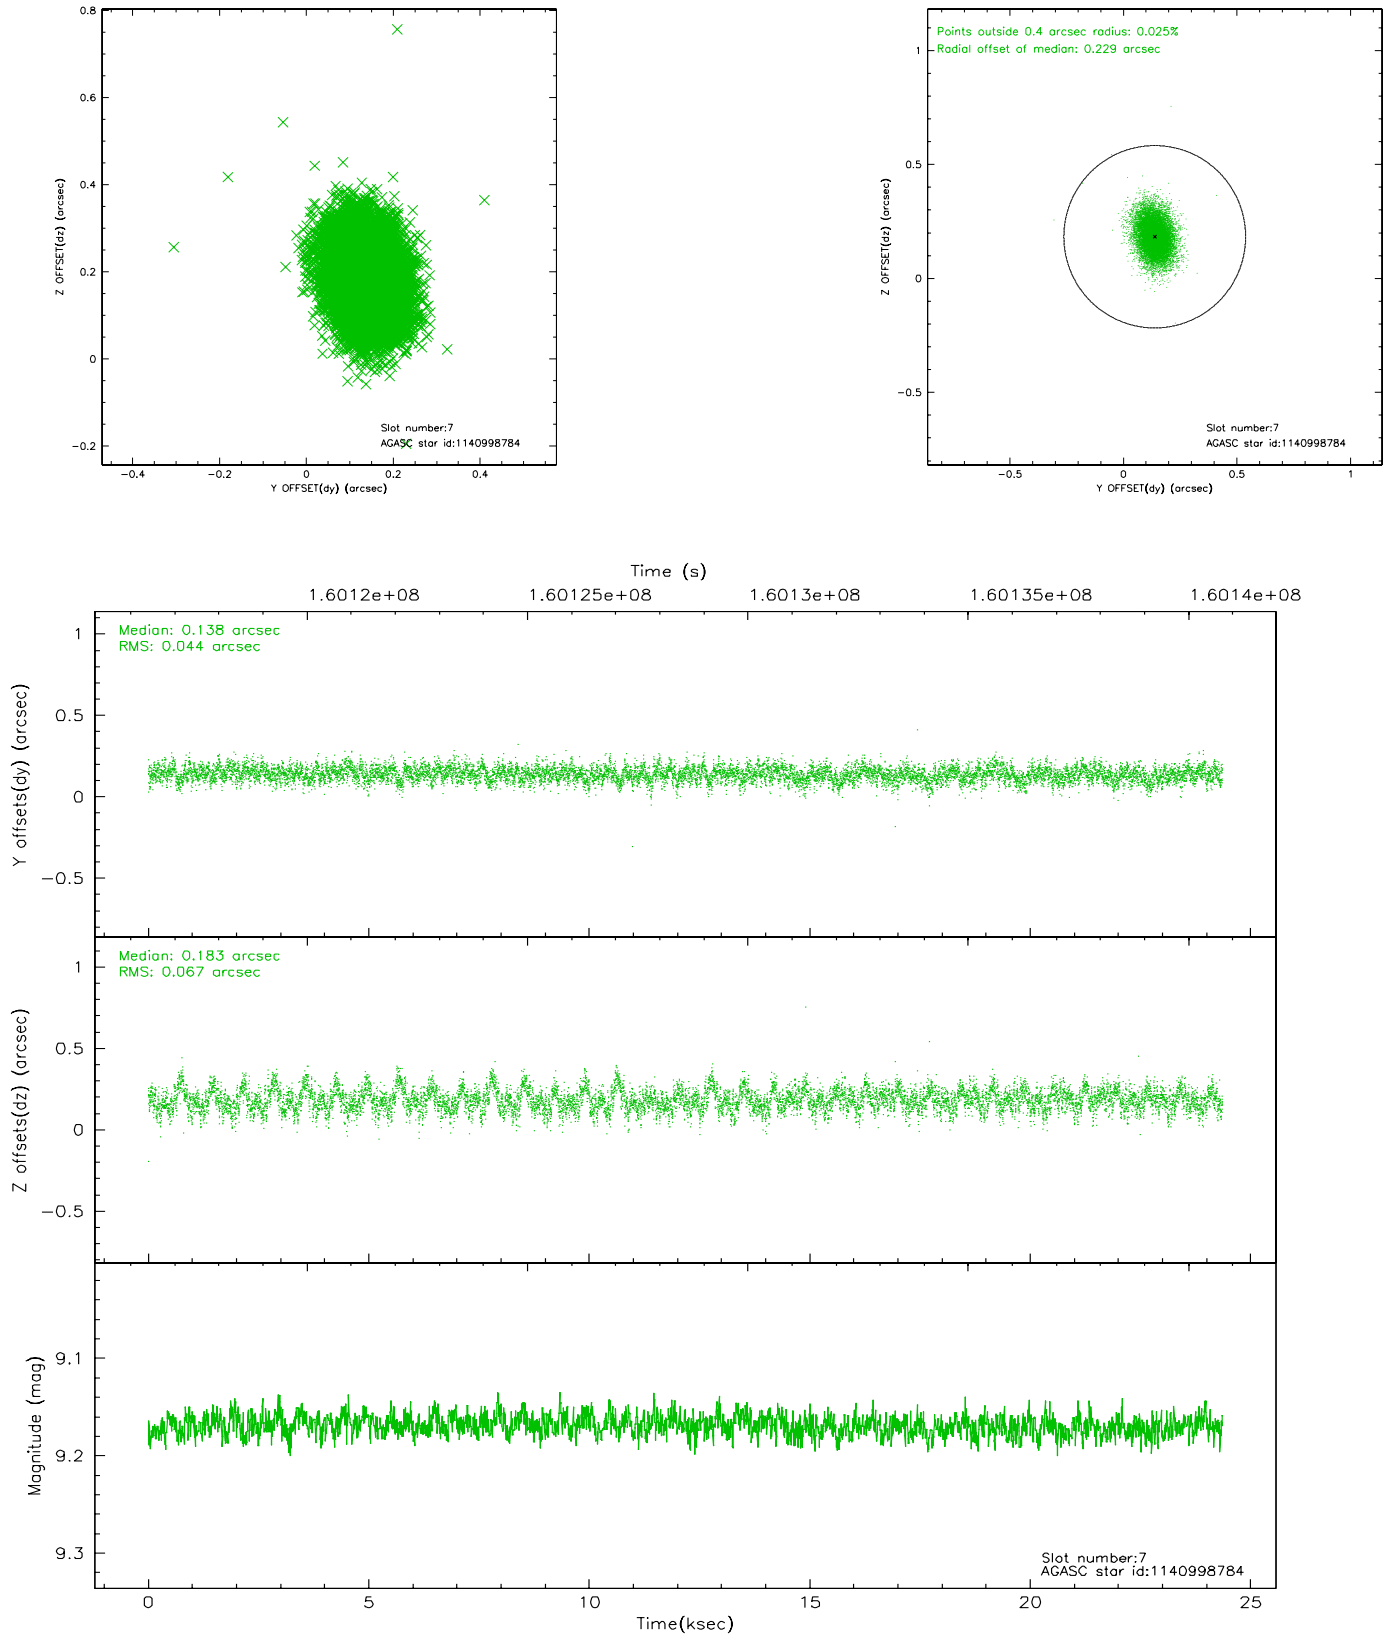 0.8
0.6
0.4
0.2
0
−0.2
Z OFFSET(dz) (arcsec)
−0.4 −0.2 0 0.2 0.4
Y OFFSET(dy) (arcsec)
Slot number:7
AGASC star id:1140998784
Points outside 0.4 arcsec radius: 0.025%
Radial offset of median: 0.229 arcsec
1
0.5
0
−0.5
Z OFFSET(dz) (arcsec)
−0.5 0 0.5 1
Y OFFSET(dy) (arcsec)
Slot number:7
AGASC star id:1140998784
Time (s)
1.6012e+08 1.60125e+08 1.6013e+08 1.60135e+08 1.6014e+08
Median: 0.138 arcsec
RMS: 0.044 arcsec
1
0.5
0
−0.5
Y offsets(dy) (arcsec)
Median: 0.183 arcsec
RMS: 0.067 arcsec
1
0.5
0
−0.5
Z offsets(dz) (arcsec)
9.1
9.2
9.3
Magnitude (mag)
Slot number:7
AGASC star id:1140998784
0 5 10 15 20 25
Time(ksec)